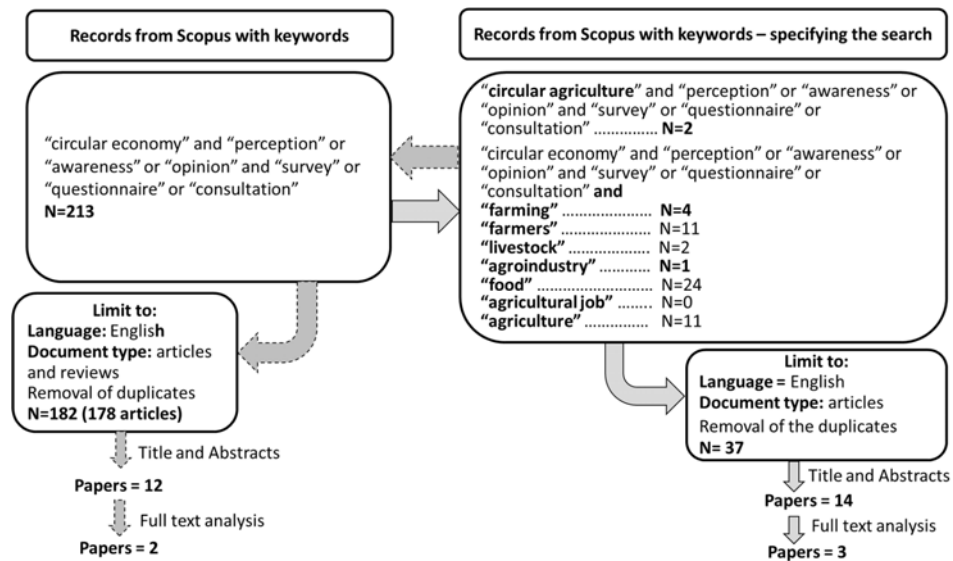 Records from Scopus with keywords
“circular economy” and “perception” or
“awareness” or “opinion” and “survey” or
“questionnaire” or “consultation”
N=213
Limit to:
Language: English
Document type: articles
and reviews
Removal of duplicates
N=182 (178 articles)
Title and Abstracts
Papers = 12
Full text analysis
Papers = 2
Records from Scopus with keywords – specifying the search
“circular agriculture” and “perception” or “awareness” or
“opinion” and “survey” or “questionnaire” or
“consultation” ............... N=2
“circular economy” and “perception” or “awareness” or
“opinion” and “survey” or “questionnaire” or
“consultation” and
“farming” ...................... N=4
“farmers” ...................... N=11
“livestock” ..................... N=2
“agroindustry” ............... N=1
“food” ........................... N=24
“agricultural job” ........ N=0
“agriculture” ................ N=11
Limit to:
Language = English
Document type: articles
Removal of the duplicates
N= 37
Title and Abstracts
Papers = 14
Full text analysis
Papers = 3